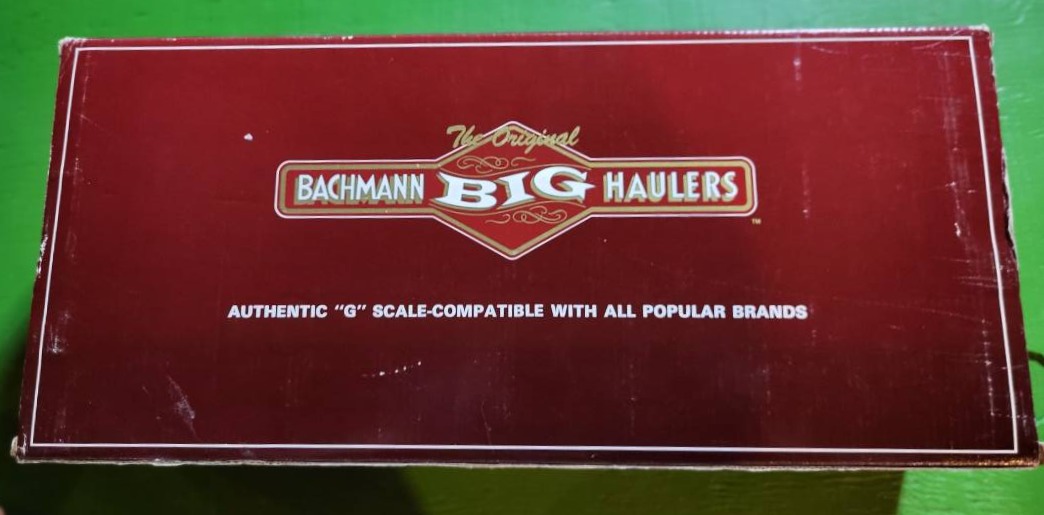 The Original
BACHMANN BIG HAULERS
™
AUTHENTIC "G" SCALE-COMPATIBLE WITH ALL POPULAR BRANDS